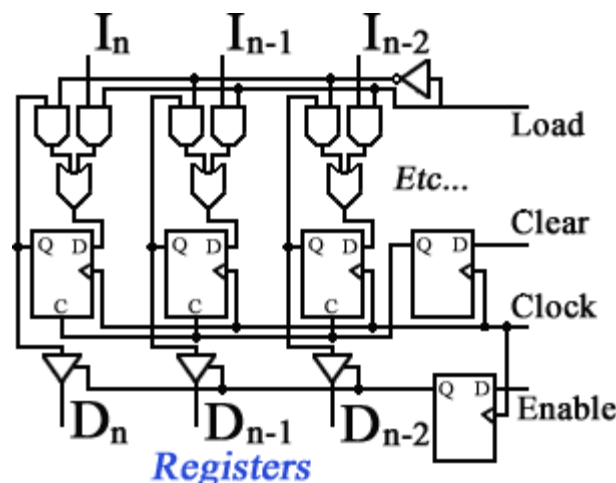 Iₙ Iₙ₋₁ Iₙ₋₂
Load
Etc...
Clear
Q D Q D Q D Q D
C C C
Clock
Q D
Enable
Dₙ Dₙ₋₁ Dₙ₋₂
Registers